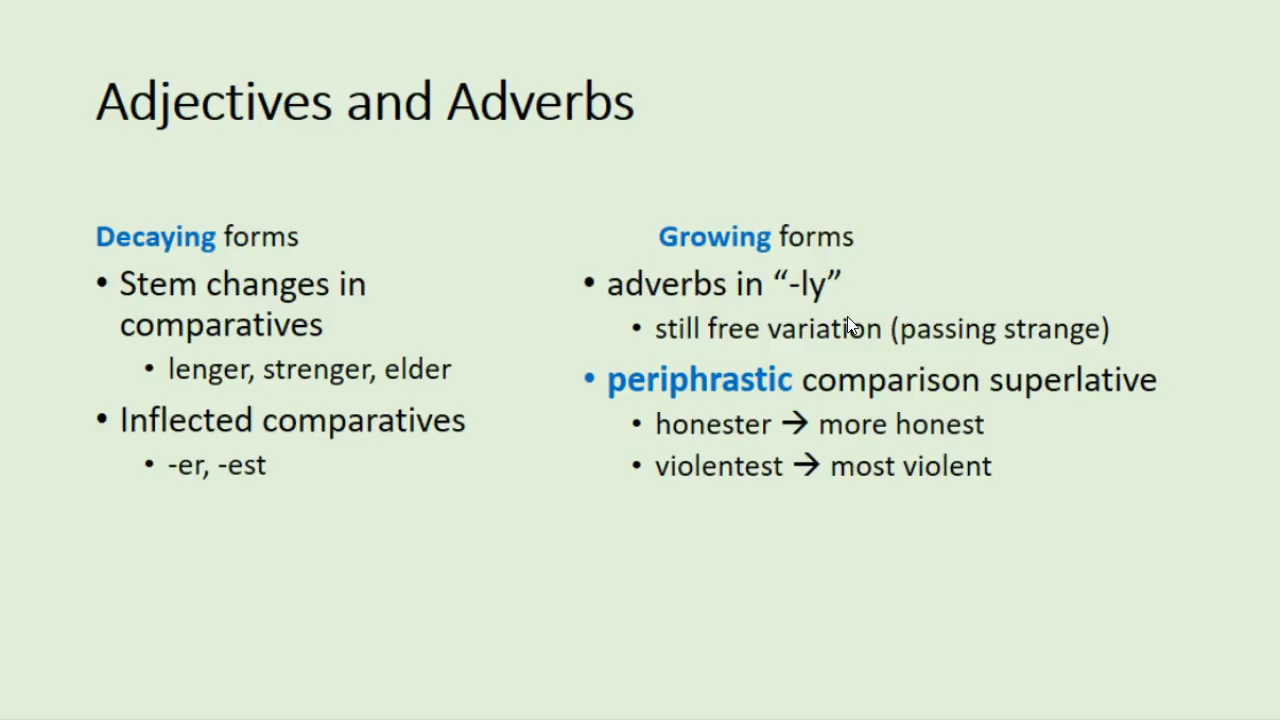 Adjectives and Adverbs
Decaying forms
• Stem changes in
comparatives
• lenger, strenger, elder
• Inflected comparatives
• -er, -est
Growing forms
• adverbs in “-ly”
• still free variation (passing strange)
• periphrastic comparison superlative
• honester → more honest
• violentest → most violent